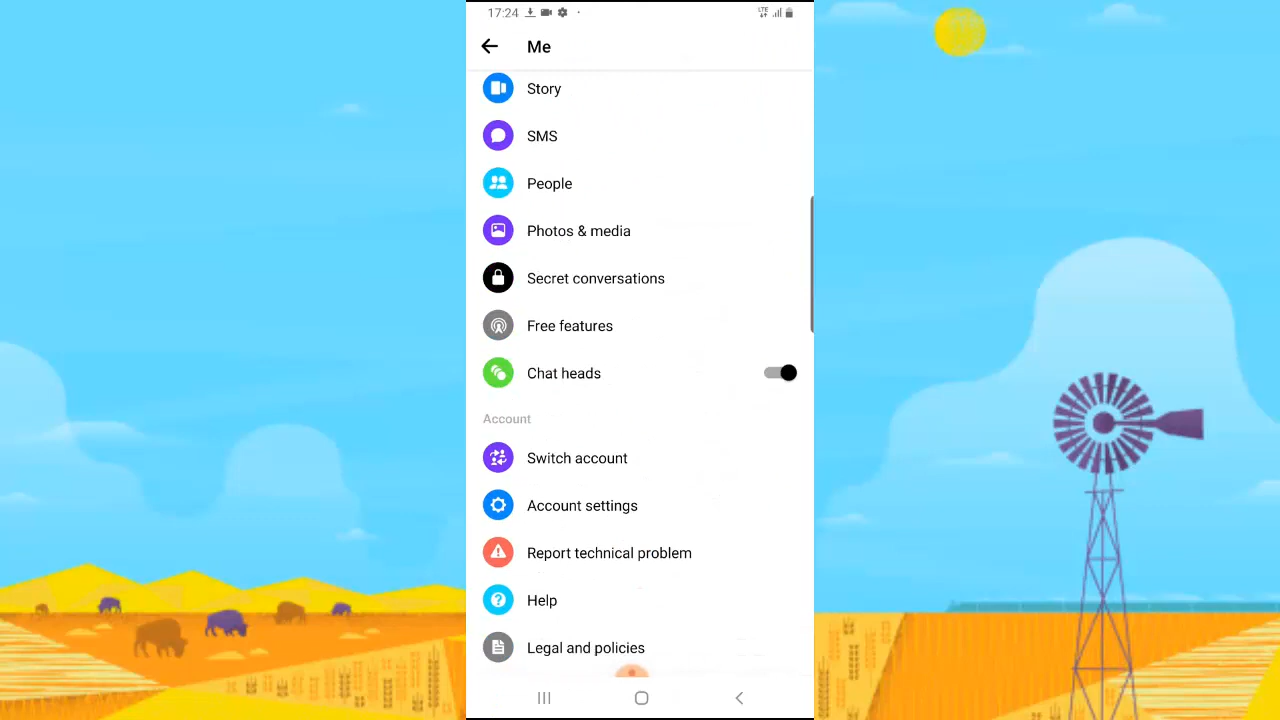 17:24
LTE
Me
Story
SMS
People
Photos & media
Secret conversations
Free features
Chat heads
Account
Switch account
Account settings
Report technical problem
Help
Legal and policies